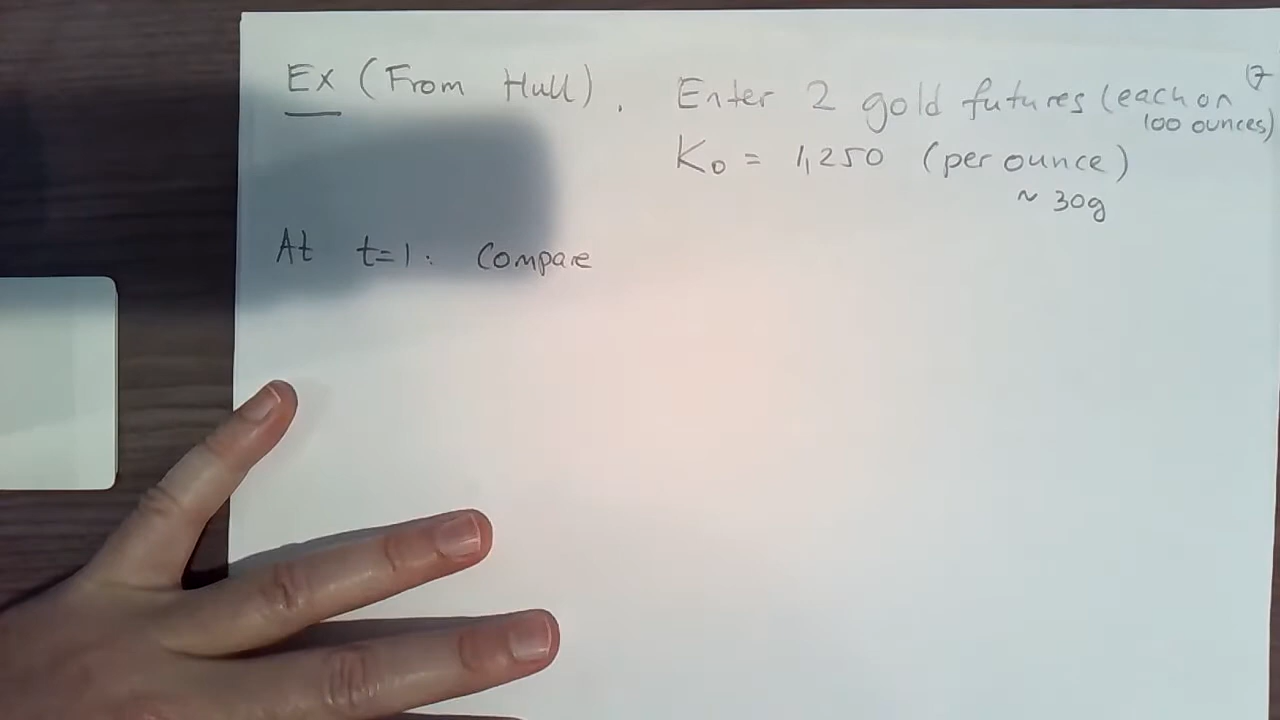 7
Ex (From Hull). Enter 2 gold futures (each on
100 ounces)
K0 = 1,250 (per ounce)
~ 30g
At t=1: Compare